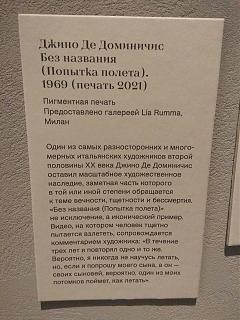 Джино Де Доминичис
Без названия
(Попытка полета).
1969 (печать 2021)
Пигментная печать
Предоставлено галереей Lia Rumma,
Милан
Один из самых разносторонних и много-
мерных итальянских художников второй
половины XX века Джино Де Доминичис
оставил масштабное художественное
наследие, заметная часть которого
в той или иной степени обращается
к теме вечности, тщетности и бессмертия.
«Без названия (Попытка полета)»
не исключение, а иконический пример.
Видео, на котором человек тщетно
пытается взлететь, сопровождается
комментарием художника: «В течение
трех лет я повторял одно и то же.
Вероятно, я никогда не научусь летать,
но, если я попрошу моего сына, а он —
своих сыновей, вероятно, один из моих
потомков поймет, как летать».